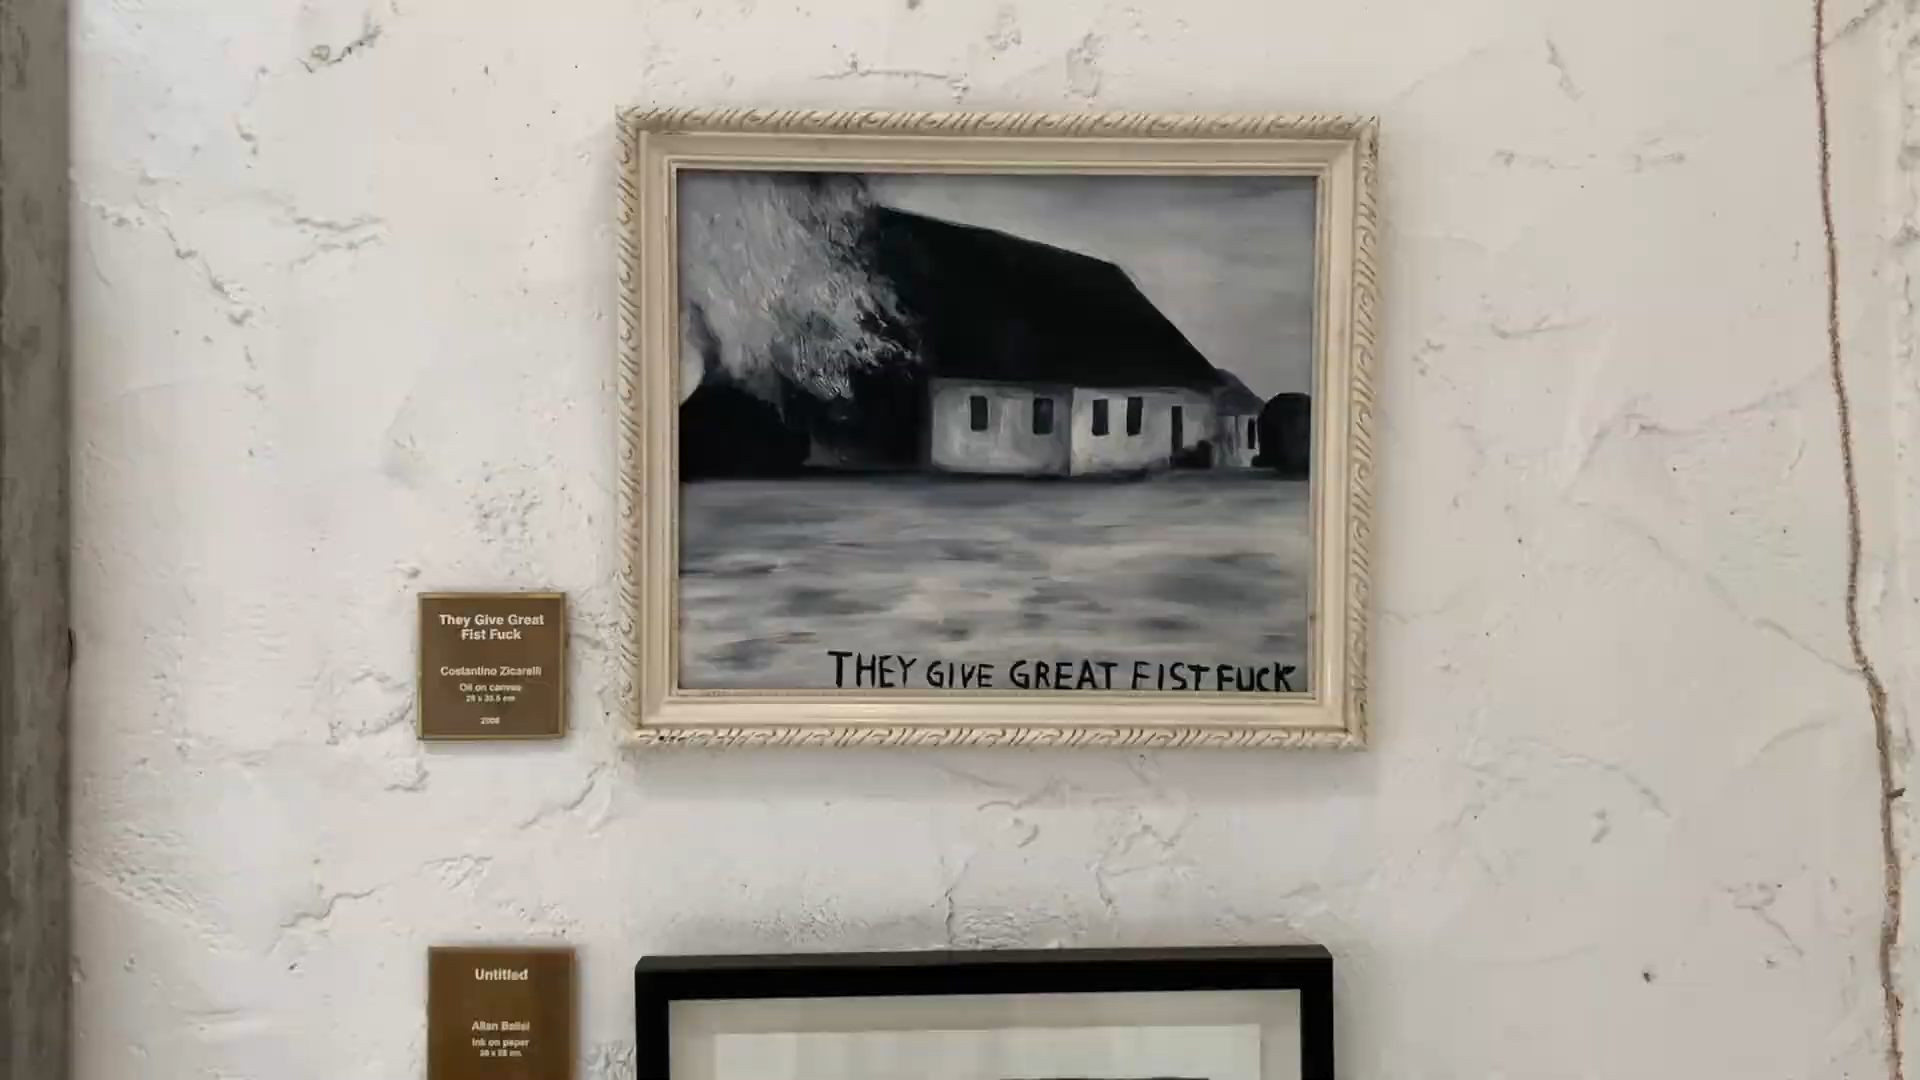 THEY GIVE GREAT FIST FUCK
They Give Great
Fist Fuck
Costantino Zicarelli
Oil on canvas
2008
Untitled
Allan Balisi
Ink on paper